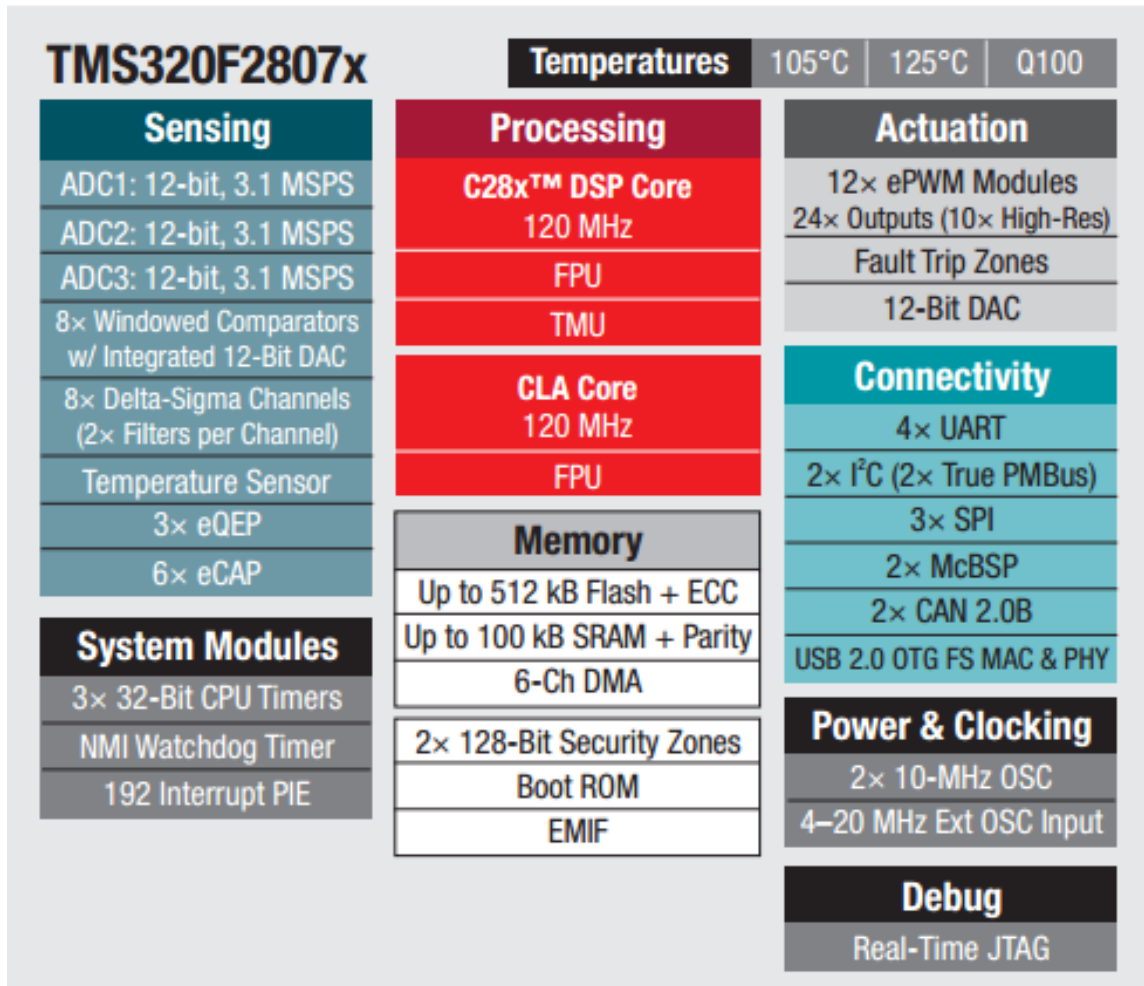 TMS320F2807x
Temperatures 105°C 125°C Q100
Sensing
ADC1: 12-bit, 3.1 MSPS
ADC2: 12-bit, 3.1 MSPS
ADC3: 12-bit, 3.1 MSPS
8× Windowed Comparators
w/ Integrated 12-Bit DAC
8× Delta-Sigma Channels
(2× Filters per Channel)
Temperature Sensor
3× eQEP
6× eCAP
System Modules
3× 32-Bit CPU Timers
NMI Watchdog Timer
192 Interrupt PIE
Processing
C28x™ DSP Core
120 MHz
FPU
TMU
CLA Core
120 MHz
FPU
Memory
Up to 512 kB Flash + ECC
Up to 100 kB SRAM + Parity
6-Ch DMA
2× 128-Bit Security Zones
Boot ROM
EMIF
Actuation
12× ePWM Modules
24× Outputs (10× High-Res)
Fault Trip Zones
12-Bit DAC
Connectivity
4× UART
2× I²C (2× True PMBus)
3× SPI
2× McBSP
2× CAN 2.0B
USB 2.0 OTG FS MAC & PHY
Power & Clocking
2× 10-MHz OSC
4–20 MHz Ext OSC Input
Debug
Real-Time JTAG